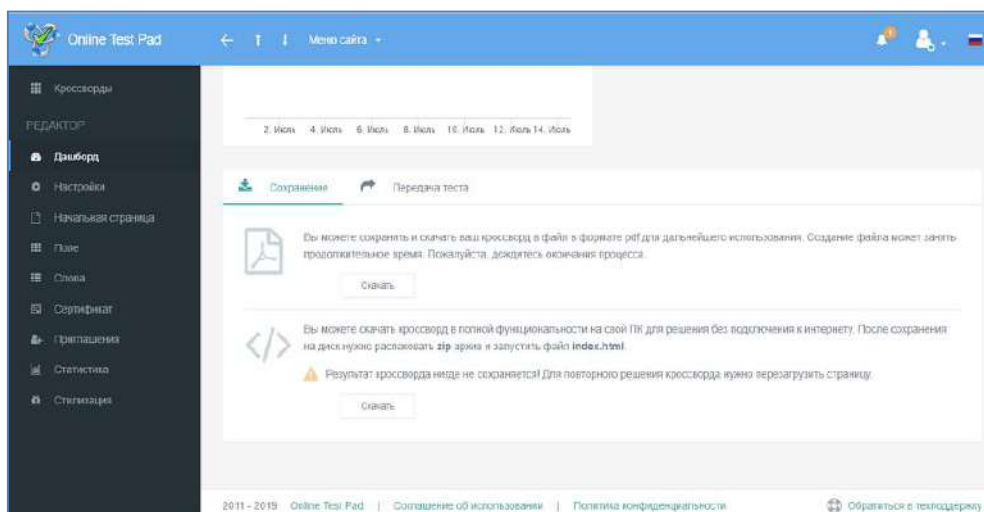 Online Test Pad
Меню сайта
Кроссворды
РЕДАКТОР
Дашборд
Настройки
Начальная страница
Поле
Слова
Сертификат
Приглашения
Статистика
Стилизация
2. Июль 4. Июль 6. Июль 8. Июль 10. Июль 12. Июль 14. Июль
Сохранение Передача теста
Вы можете сохранить и скачать ваш кроссворд в файл в формате pdf для дальнейшего использования. Создание файла может занять
продолжительное время. Пожалуйста, дождитесь окончания процесса.
Скачать
Вы можете скачать кроссворд в полной функциональности на свой ПК для решения без подключения к интернету. После сохранения
на диск нужно распаковать zip архив и запустить файл index.html.
Результат кроссворда нигде не сохраняется! Для повторного решения кроссворда нужно перезагрузить страницу.
Скачать
2011 - 2019 Online Test Pad | Соглашение об использовании | Политика конфиденциальности Обратиться в техподдержку